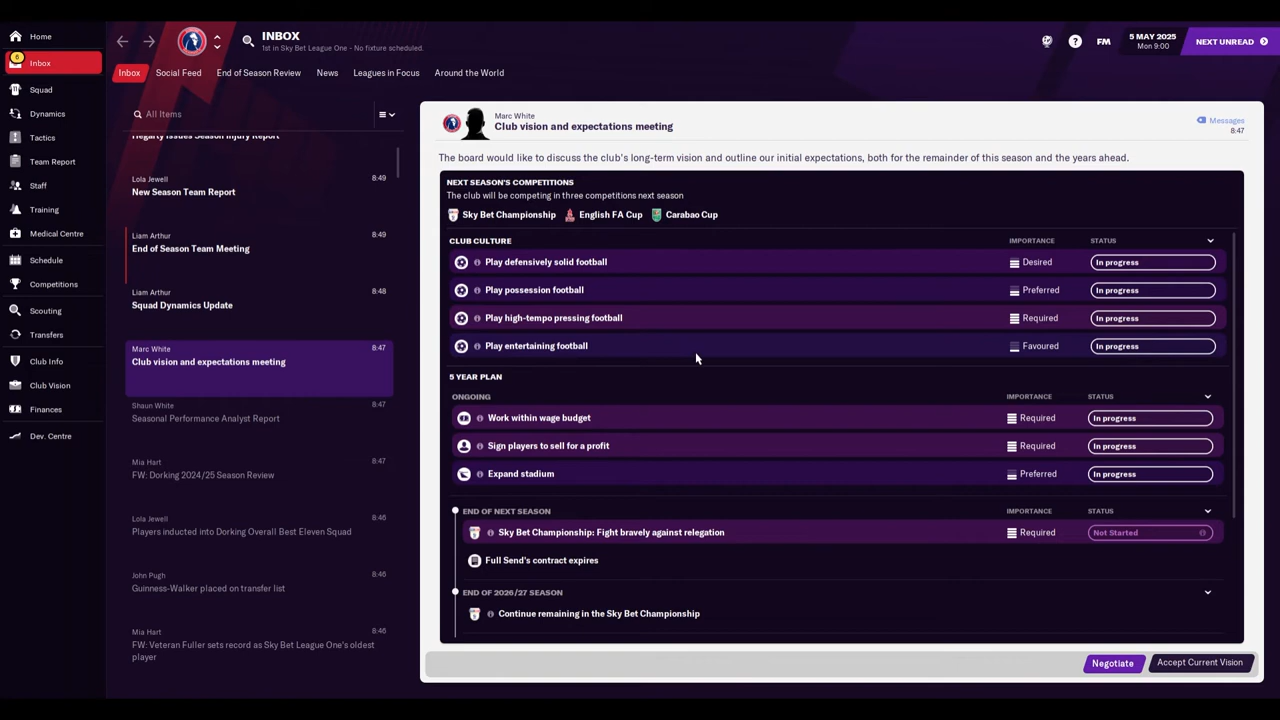 Home
6
Inbox
Squad
Dynamics
Tactics
Team Report
Staff
Training
Medical Centre
Schedule
Competitions
Scouting
Transfers
Club Info
Club Vision
Finances
Dev. Centre
INBOX
1st in Sky Bet League One - No fixture scheduled.
?
FM
5 MAY 2025
Mon 9:00
NEXT UNREAD
Inbox
Social Feed
End of Season Review
News
Leagues in Focus
Around the World
All Items
Hegarty Issues Season Injury Report
Lola Jewell
8:49
New Season Team Report
Liam Arthur
8:49
End of Season Team Meeting
Liam Arthur
8:48
Squad Dynamics Update
Marc White
8:47
Club vision and expectations meeting
Shaun White
8:47
Seasonal Performance Analyst Report
Mia Hart
8:47
FW: Dorking 2024/25 Season Review
Lola Jewell
8:46
Players inducted into Dorking Overall Best Eleven Squad
John Pugh
8:46
Guinness-Walker placed on transfer list
Mia Hart
8:46
FW: Veteran Fuller sets record as Sky Bet League One's oldest
player
Marc White
Club vision and expectations meeting
Messages
8:47
The board would like to discuss the club's long-term vision and outline our initial expectations, both for the remainder of this season and the years ahead.
NEXT SEASON'S COMPETITIONS
The club will be competing in three competitions next season
Sky Bet Championship
English FA Cup
Carabao Cup
CLUB CULTURE
IMPORTANCE
STATUS
Play defensively solid football
Desired
In progress
Play possession football
Preferred
In progress
Play high-tempo pressing football
Required
In progress
Play entertaining football
Favoured
In progress
5 YEAR PLAN
ONGOING
IMPORTANCE
STATUS
Work within wage budget
Required
In progress
Sign players to sell for a profit
Required
In progress
Expand stadium
Preferred
In progress
END OF NEXT SEASON
IMPORTANCE
STATUS
Sky Bet Championship: Fight bravely against relegation
Required
Not Started
Full Send's contract expires
END OF 2026/27 SEASON
Continue remaining in the Sky Bet Championship
Negotiate
Accept Current Vision